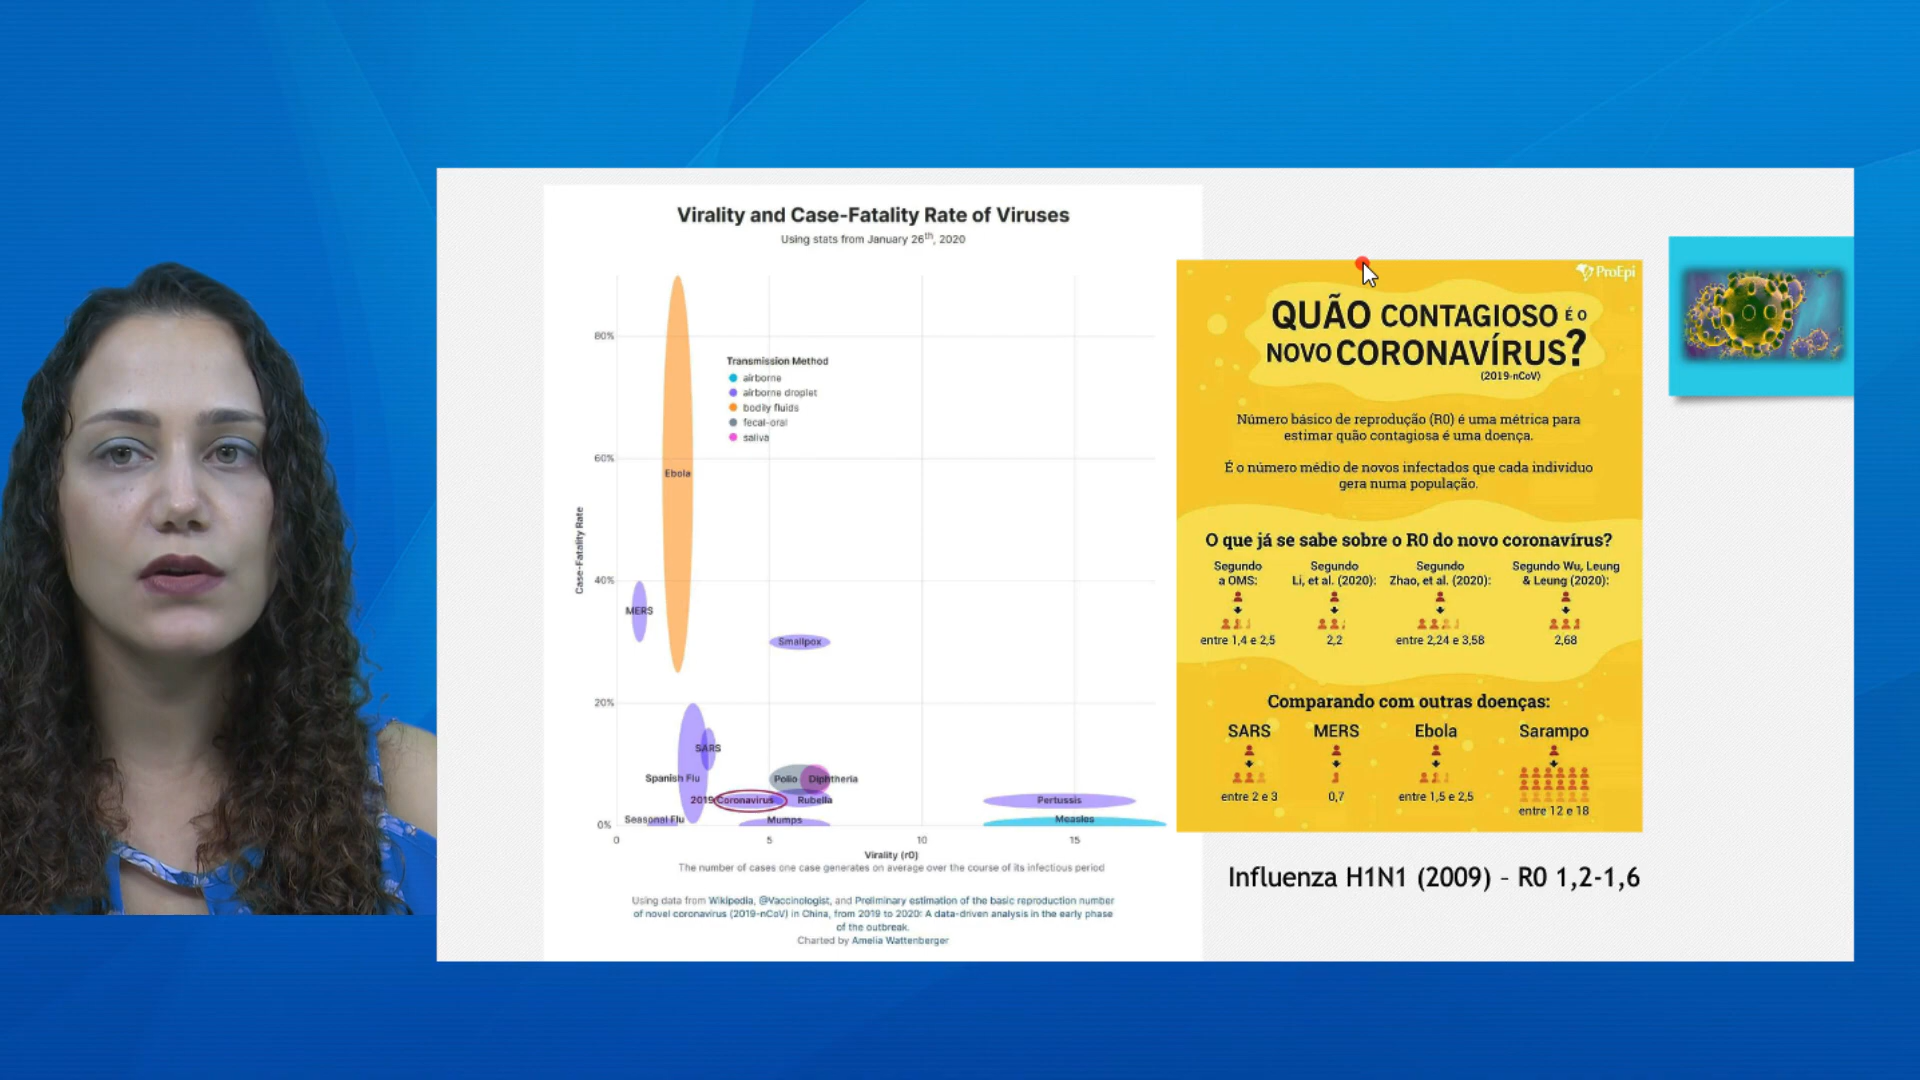 Virality and Case-Fatality Rate of Viruses
Using stats from January 26th, 2020
80%
60%
40%
20%
0%
Case-Fatality Rate
Transmission Method
airborne
airborne droplet
bodily fluids
fecal-oral
saliva
Ebola
MERS
Smallpox
SARS
Spanish Flu
Polio
Diphtheria
2019 Coronavirus
Rubella
Pertussis
Seasonal Flu
Mumps
Measles
0
5
10
15
Virality (r0)
The number of cases one case generates on average over the course of its infectious period
Using data from Wikipedia, @Vaccinologist, and Preliminary estimation of the basic reproduction number
of novel coronavirus (2019-nCoV) in China, from 2019 to 2020: A data-driven analysis in the early phase
of the outbreak.
Charted by Amelia Wattenberger
ProEpi
QUÃO CONTAGIOSO É O
NOVO CORONAVÍRUS?
(2019-nCoV)
Número básico de reprodução (R0) é uma métrica para
estimar quão contagiosa é uma doença.
É o número médio de novos infectados que cada indivíduo
gera numa população.
O que já se sabe sobre o R0 do novo coronavírus?
Segundo
a OMS:
entre 1,4 e 2,5
Segundo
Li, et al. (2020):
2,2
Segundo
Zhao, et al. (2020):
entre 2,24 e 3,58
Segundo Wu, Leung
& Leung (2020):
2,68
Comparando com outras doenças:
SARS
entre 2 e 3
MERS
0,7
Ebola
entre 1,5 e 2,5
Sarampo
entre 12 e 18
Influenza H1N1 (2009) – R0 1,2-1,6